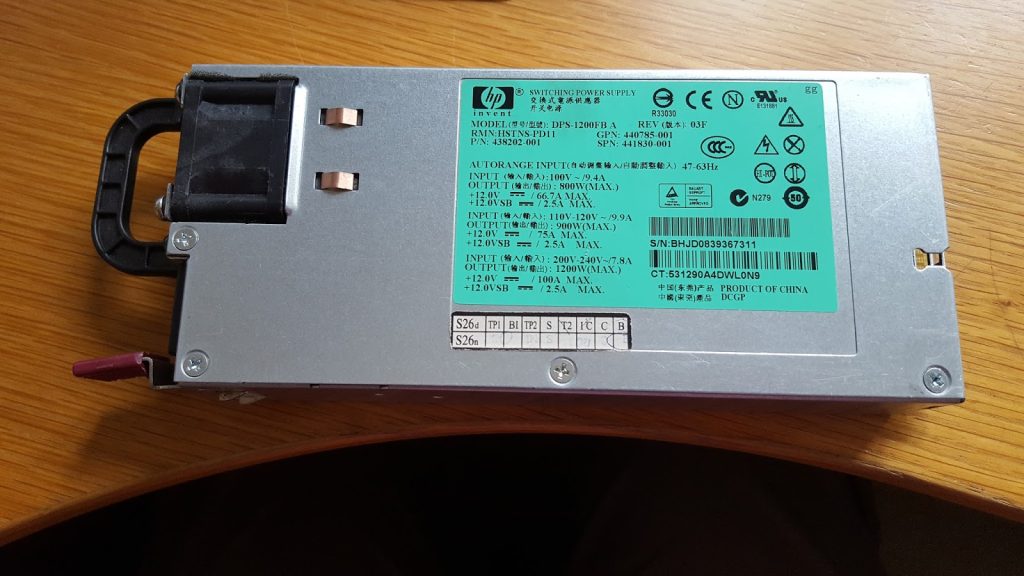 hp ® SWITCHING POWER SUPPLY
交換式電源供應器
开关电源
invent
MODEL(型号/型號): DPS-1200FB A REV (版本): 03F
RMN:HSTNS-PD11 GPN: 440785-001
P/N: 438202-001 SPN: 441830-001
AUTORANGE INPUT(自动调整输入/自動調整輸入) 47-63Hz
INPUT (输入/輸入): 100V ~/9.4A
OUTPUT(输出/輸出): 800W(MAX.)
+12.0V / 66.7A MAX.
+12.0VSB / 2.5A MAX.
INPUT (输入/輸入): 110V-120V ~/9.9A
OUTPUT(输出/輸出): 900W(MAX.)
+12.0V / 75A MAX.
+12.0VSB / 2.5A MAX.
INPUT (输入/輸入): 200V-240V~/7.8A
OUTPUT(输出/輸出): 1200W(MAX.)
+12.0V / 100A MAX.
+12.0VSB / 2.5A MAX.
gg
R33030
CE
N
c US
E131881
CCC
N279
50
S/N:BHJD0839367311
CT:531290A4DWL0N9
中国(东莞)产品 PRODUCT OF CHINA
中國(東莞)產品 DCGP
S26d TP1 BI TP2 S T2 I/C C B
S26n